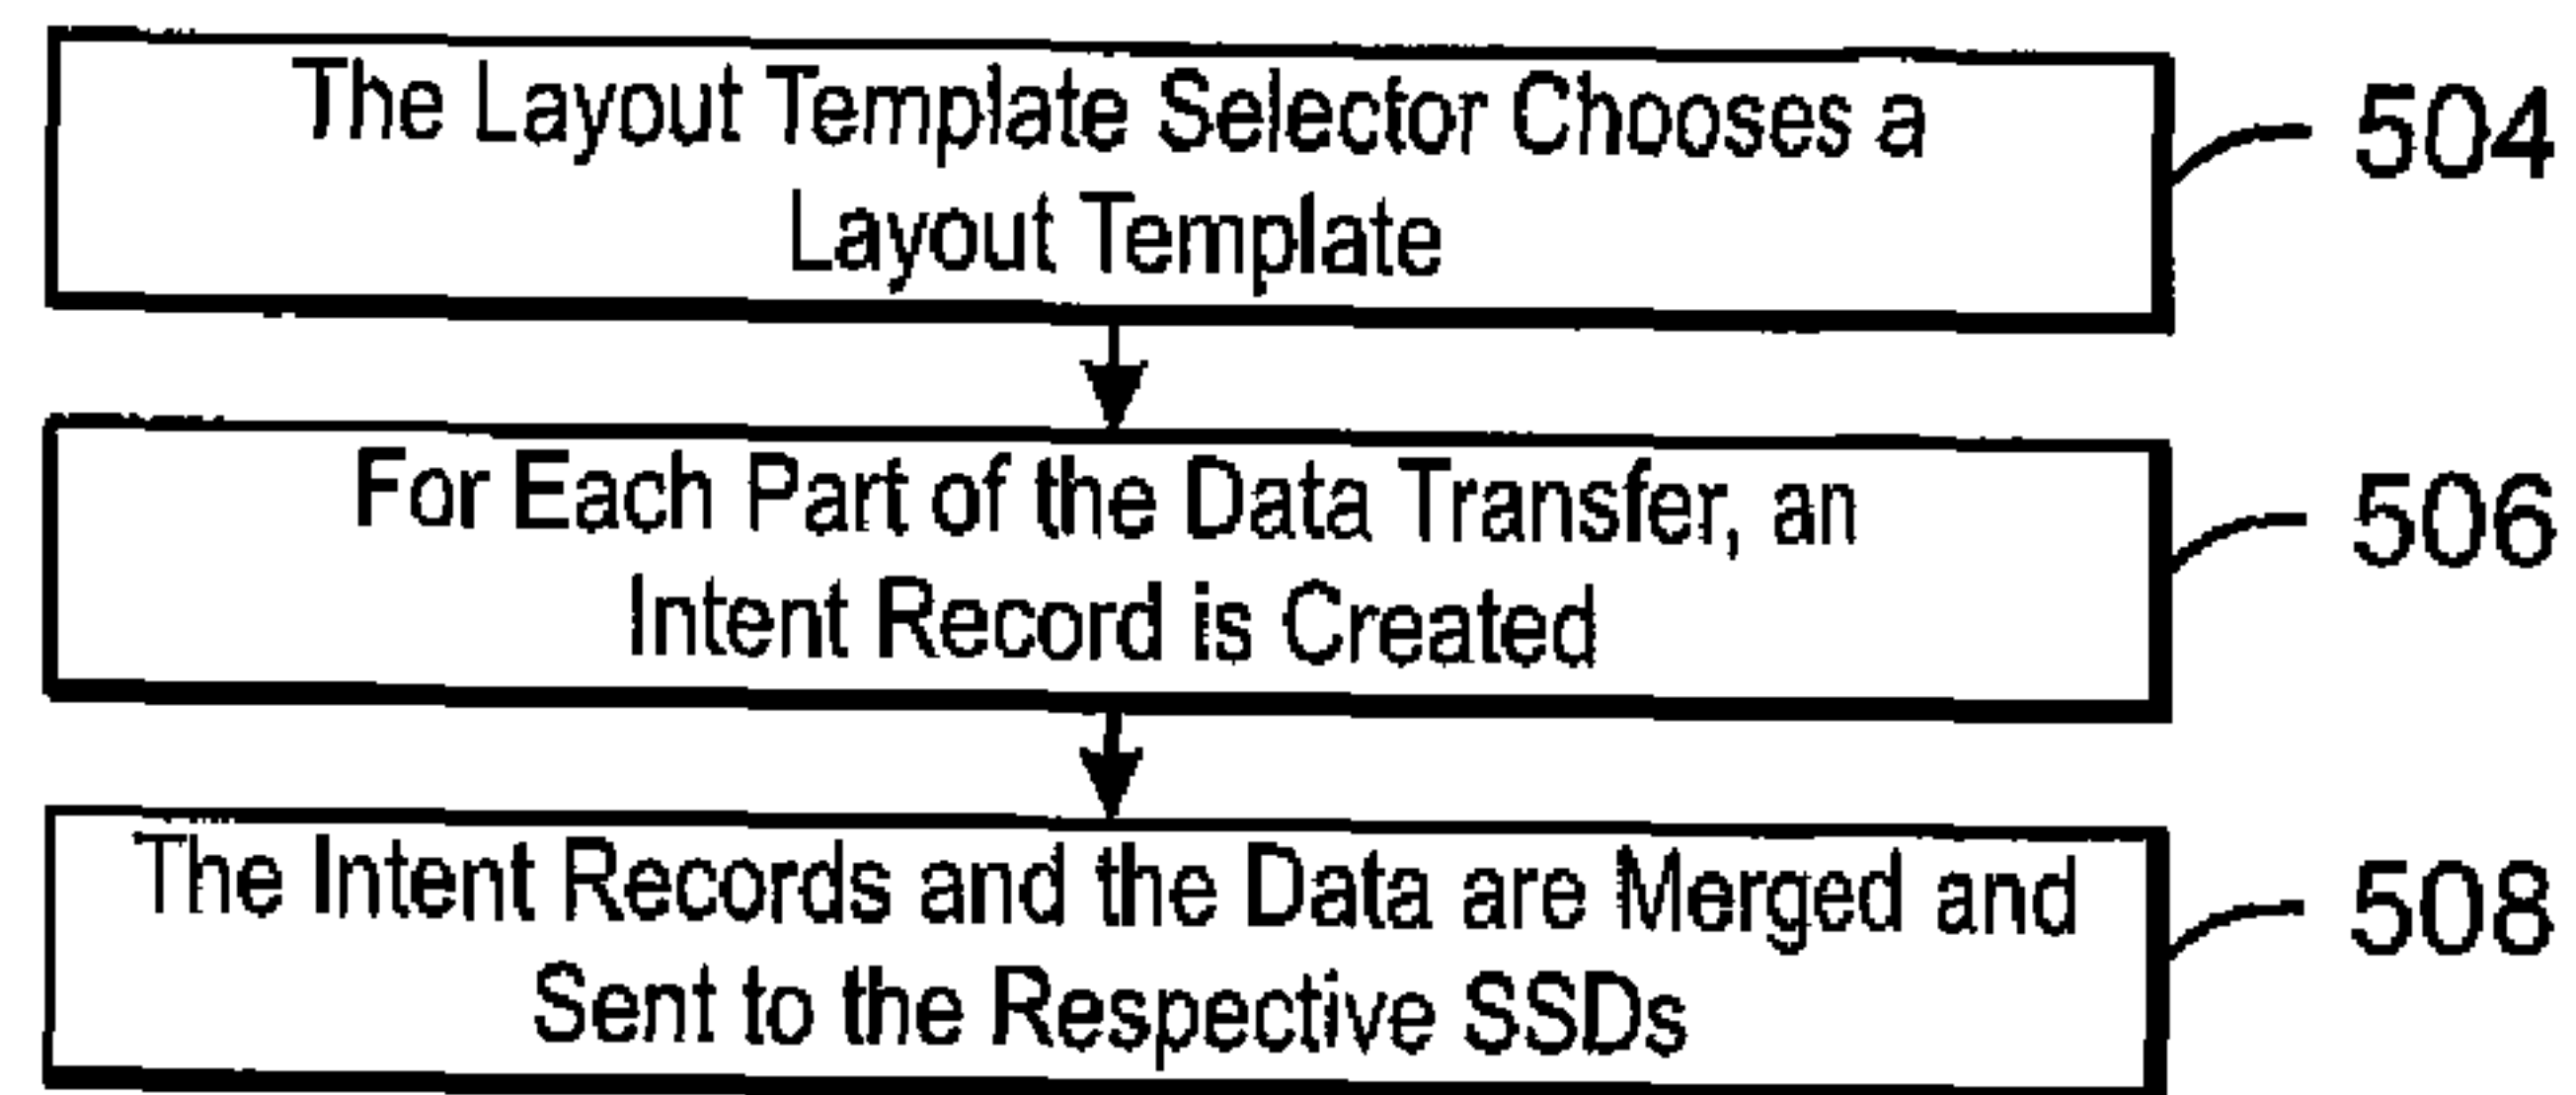 The Layout Template Selector Chooses a
Layout Template
504
For Each Part of the Data Transfer, an
Intent Record is Created
506
The Intent Records and the Data are Merged and
Sent to the Respective SSDs
508